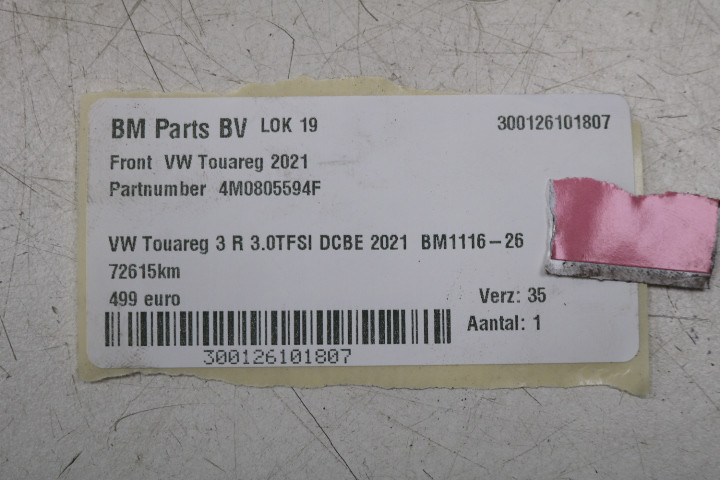 BM Parts BV LOK 19 300126101807
Front VW Touareg 2021
Partnumber 4M0805594F
VW Touareg 3 R 3.0TFSI DCBE 2021 BM1116-26
72615km
499 euro Verz: 35
Aantal: 1
300126101807